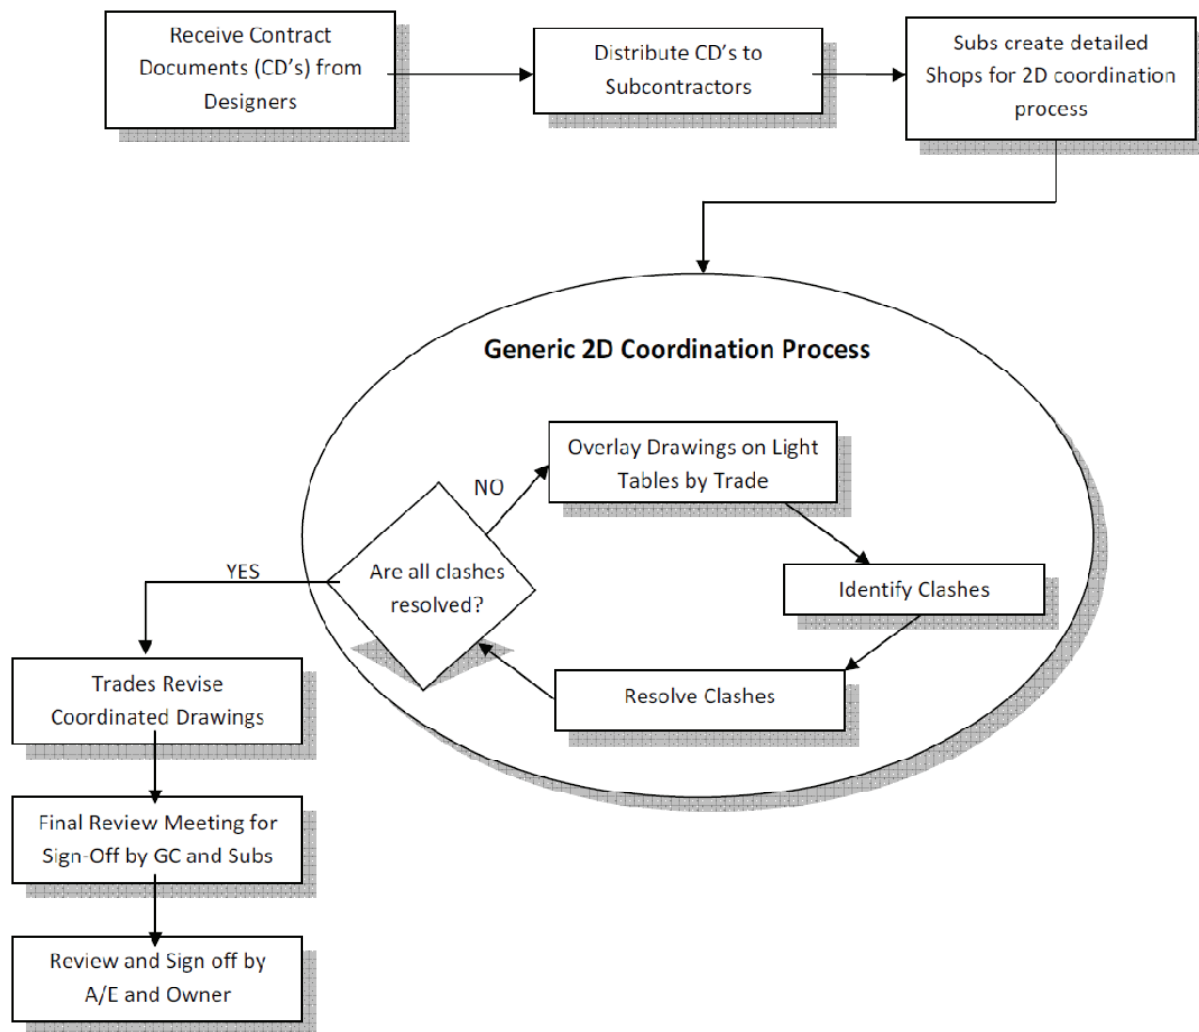 Receive Contract
Documents (CD’s) from
Designers
Distribute CD’s to
Subcontractors
Subs create detailed
Shops for 2D coordination
process
Generic 2D Coordination Process
Overlay Drawings on Light
Tables by Trade
NO
Are all clashes
resolved?
YES
Identify Clashes
Resolve Clashes
Trades Revise
Coordinated Drawings
Final Review Meeting for
Sign-Off by GC and Subs
Review and Sign off by
A/E and Owner